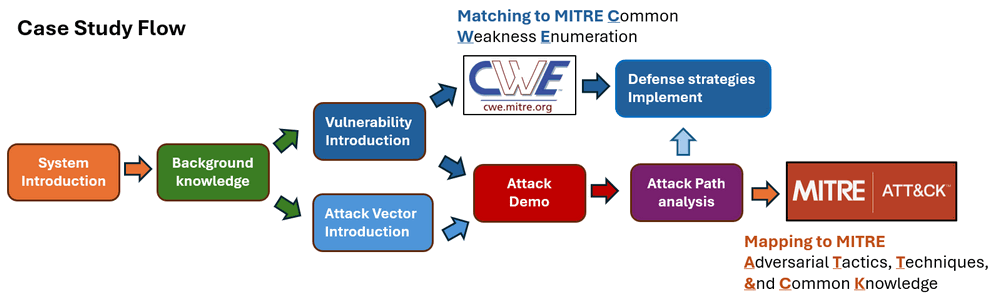 Case Study Flow
Matching to MITRE Common
Weakness Enumeration
CWE
cwe.mitre.org
Defense strategies
Implement
Vulnerability
Introduction
System
Introduction
Background
knowledge
Attack Vector
Introduction
Attack
Demo
Attack Path
analysis
MITRE | ATT&CK™
Mapping to MITRE
Adversarial Tactics, Techniques,
&nd Common Knowledge